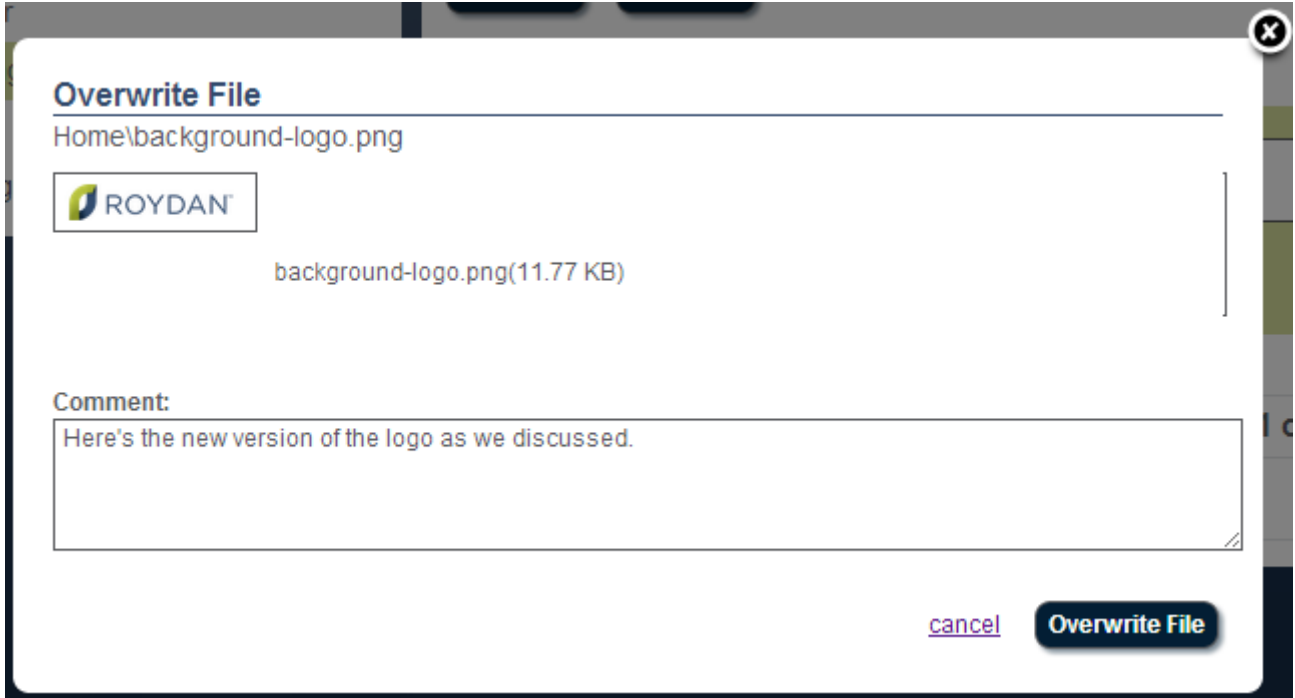 Overwrite File
Home\background-logo.png
ROYDAN™
background-logo.png(11.77 KB)
Comment:
Here's the new version of the logo as we discussed.
cancel
Overwrite File